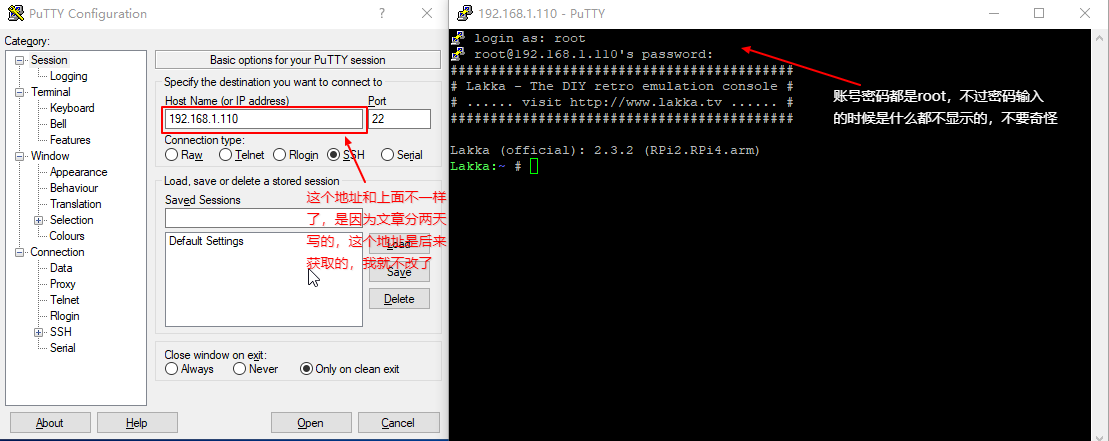 PuTTY Configuration
? ×
Category:
Session
Logging
Terminal
Keyboard
Bell
Features
Window
Appearance
Behaviour
Translation
Selection
Colours
Connection
Data
Proxy
Telnet
Rlogin
SSH
Serial
Basic options for your PuTTY session
Specify the destination you want to connect to
Host Name (or IP address) Port
192.168.1.110 22
Connection type:
Raw Telnet Rlogin SSH Serial
Load, save or delete a stored session
Saved Sessions
Default Settings
Load
Save
Delete
这个地址和上面不一样
了，是因为文章分两天
写的，这个地址是后来
获取的，我就不改了
Close window on exit:
Always Never Only on clean exit
About Help Open Cancel
192.168.1.110 - PuTTY
login as: root
root@192.168.1.110's password:
###########################################
# Lakka - The DIY retro emulation console #
# ...... visit http://www.lakka.tv ...... #
###########################################
Lakka (official): 2.3.2 (RPi2.RPi4.arm)
Lakka:~ #
账号密码都是root，不过密码输入
的时候是什么都不显示的，不要奇怪